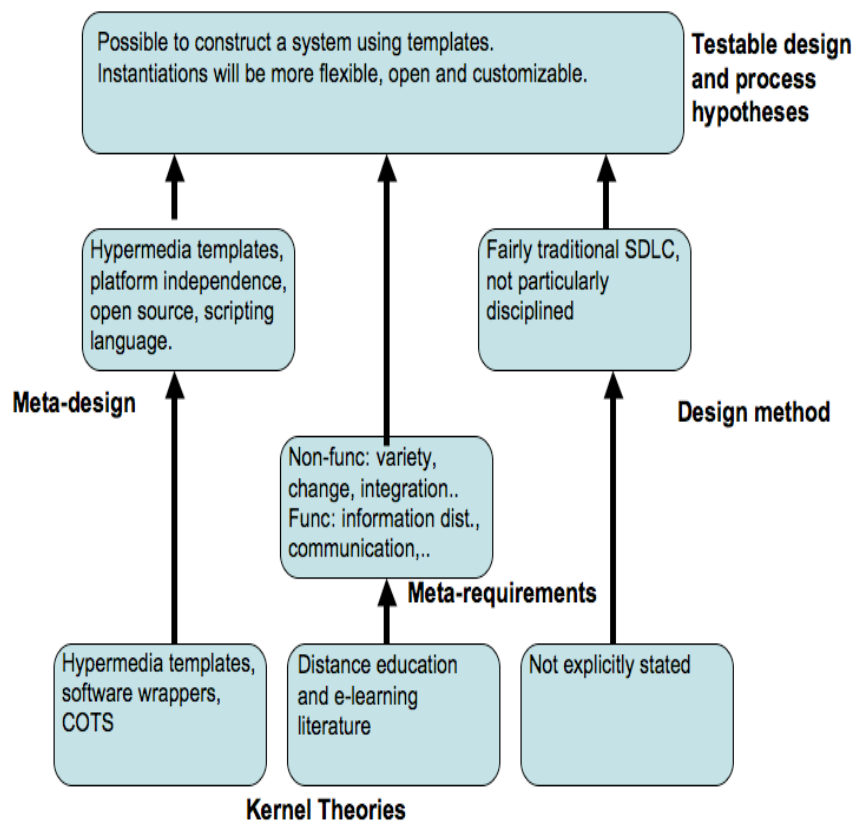 Possible to construct a system using templates.
Instantiations will be more flexible, open and customizable.
Testable design
and process
hypotheses
Hypermedia templates,
platform independence,
open source, scripting
language.
Fairly traditional SDLC,
not particularly
disciplined
Meta-design
Design method
Non-func: variety,
change, integration..
Func: information dist.,
communication,..
Meta-requirements
Hypermedia templates,
software wrappers,
COTS
Distance education
and e-learning
literature
Not explicitly stated
Kernel Theories